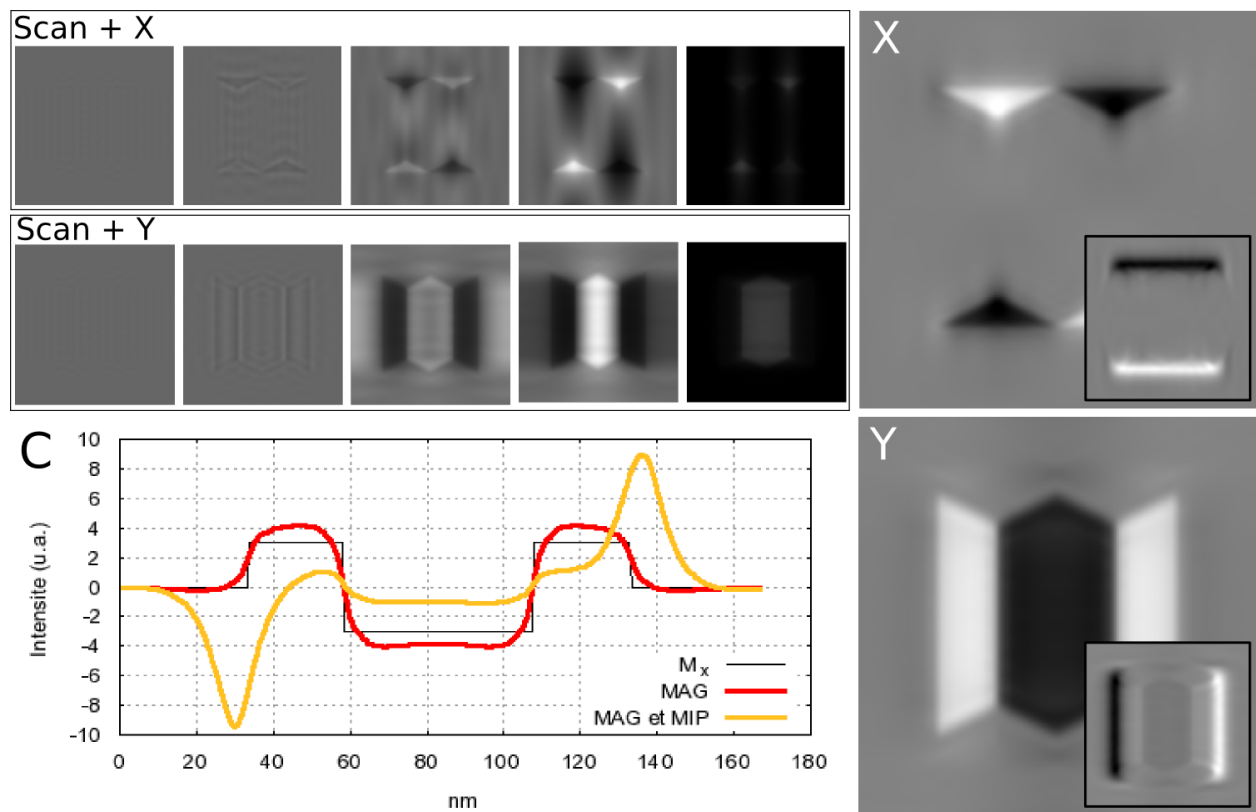 Scan + X
Scan + Y
X
C
10
8
6
4
2
0
-2
-4
-6
-8
-10
Intensite (u.a.)
0 20 40 60 80 100 120 140 160 180
nm
Mx
MAG
MAG et MIP
Y